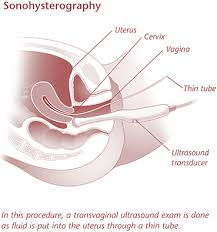 Sonohysterography
Uterus
Cervix
Vagina
Thin tube
Ultrasound
transducer
In this procedure, a transvaginal ultrasound exam is done
as fluid is put into the uterus through a thin tube.